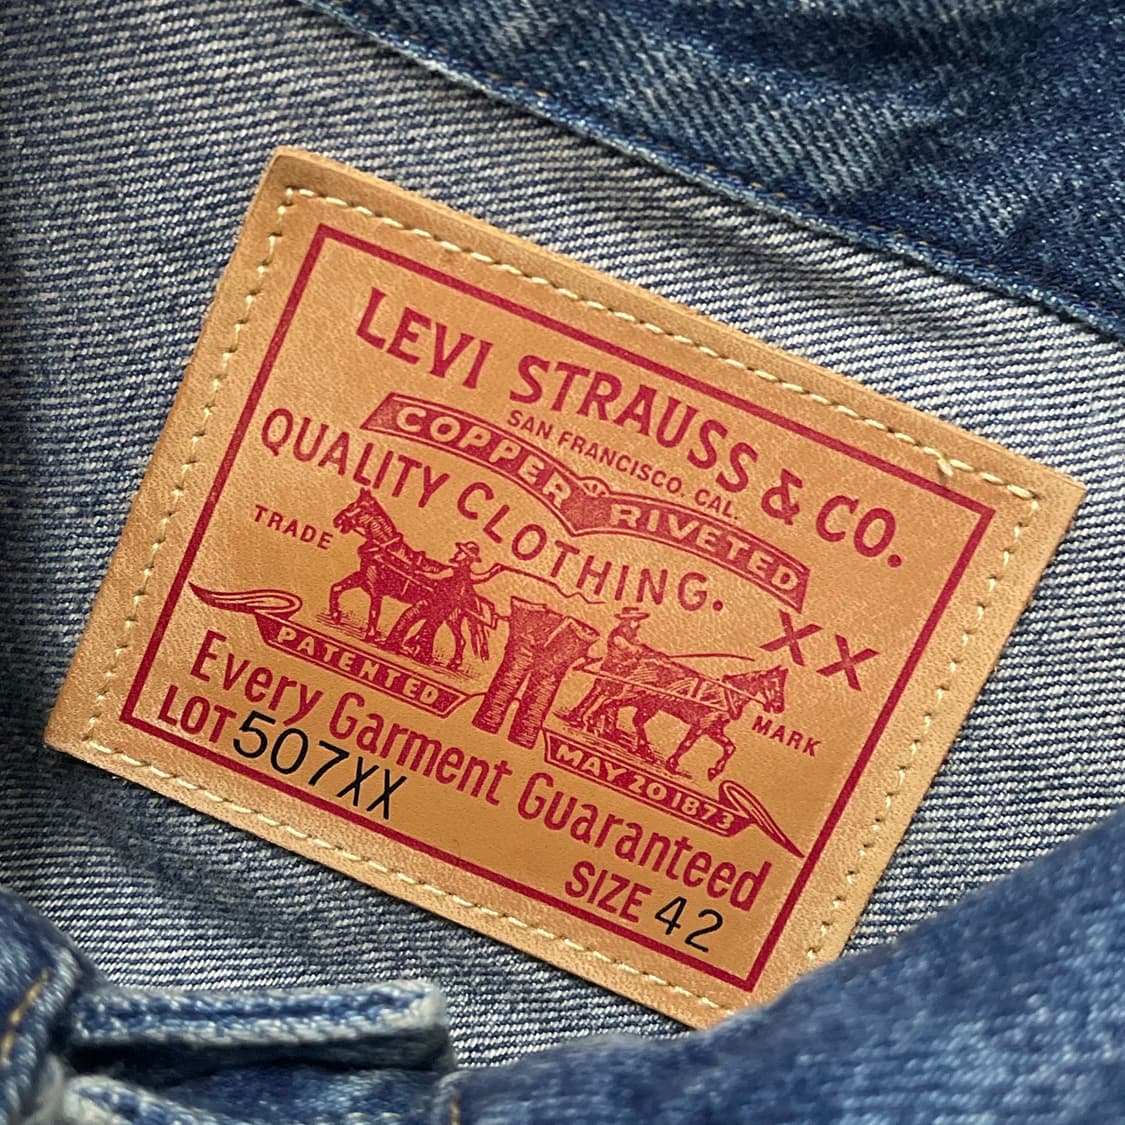 LEVI STRAUSS & CO.
SAN FRANCISCO, CAL.
COPPER RIVETED
QUALITY CLOTHING.
XX
TRADE MARK
PATENTED
MAY 20 1873
Every Garment Guaranteed
LOT 507XX
SIZE 42